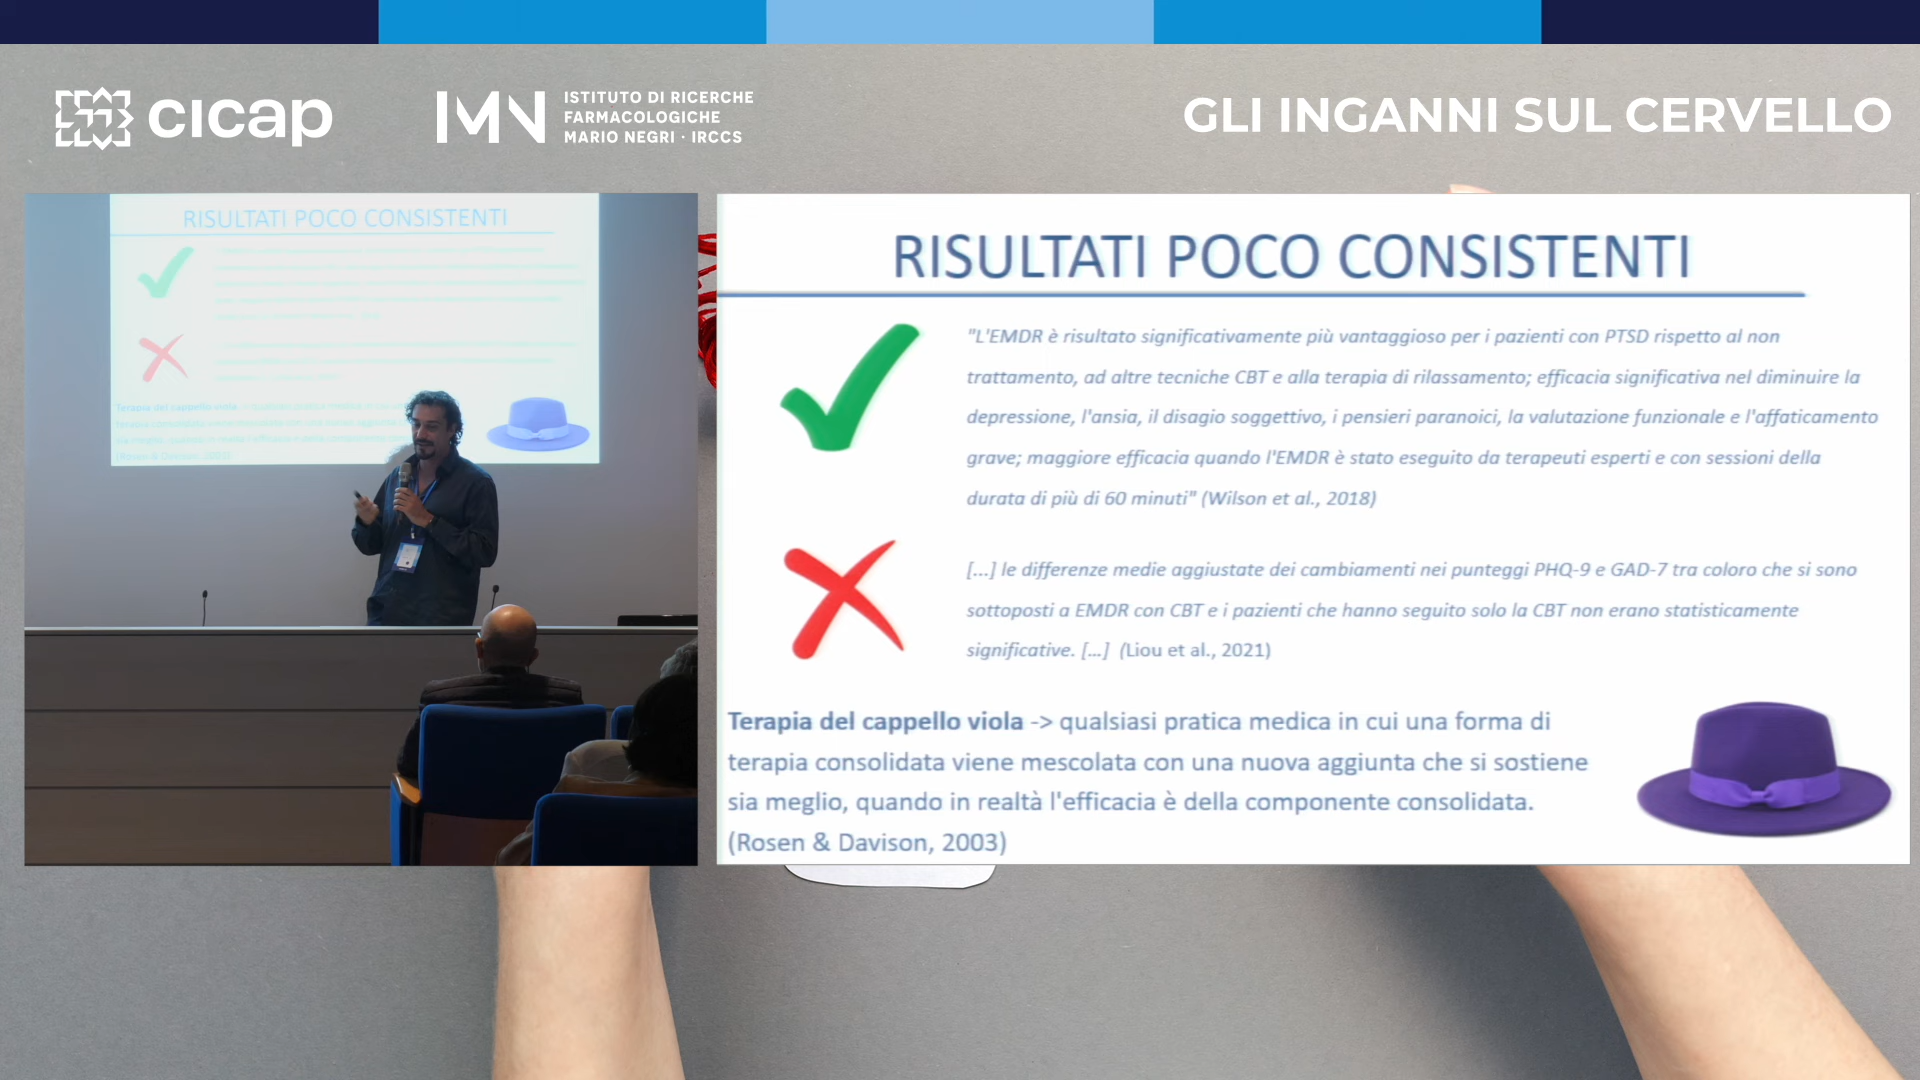 cicap
IMN
ISTITUTO DI RICERCHE
FARMACOLOGICHE
MARIO NEGRI · IRCCS
GLI INGANNI SUL CERVELLO
RISULTATI POCO CONSISTENTI
RISULTATI POCO CONSISTENTI
"L'EMDR è risultato significativamente più vantaggioso per i pazienti con PTSD rispetto al non
trattamento, ad altre tecniche CBT e alla terapia di rilassamento; efficacia significativa nel diminuire la
depressione, l'ansia, il disagio soggettivo, i pensieri paranoici, la valutazione funzionale e l'affaticamento
grave; maggiore efficacia quando l'EMDR è stato eseguito da terapeuti esperti e con sessioni della
durata di più di 60 minuti" (Wilson et al., 2018)
[...] le differenze medie aggiustate dei cambiamenti nei punteggi PHQ-9 e GAD-7 tra coloro che si sono
sottoposti a EMDR con CBT e i pazienti che hanno seguito solo la CBT non erano statisticamente
significative. [...] (Liou et al., 2021)
Terapia del cappello viola -> qualsiasi pratica medica in cui una forma di
terapia consolidata viene mescolata con una nuova aggiunta che si sostiene
sia meglio, quando in realtà l'efficacia è della componente consolidata.
(Rosen & Davison, 2003)